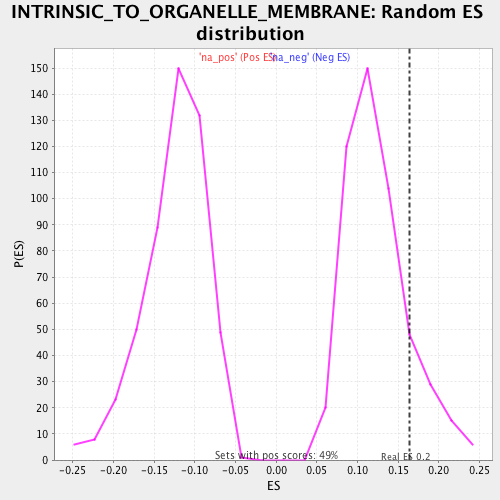 INTRINSIC_TO_ORGANELLE_MEMBRANE: Random ES
distribution
'na_pos' (Pos ES) 'na_neg' (Neg ES)
150
140
130
120
110
100
90
80
70
60
50
40
30
20
10
0
P(ES)
Sets with pos scores: 49%
Real ES 0.2
-0.25 -0.20 -0.15 -0.10 -0.05 0.00 0.05 0.10 0.15 0.20 0.25
ES